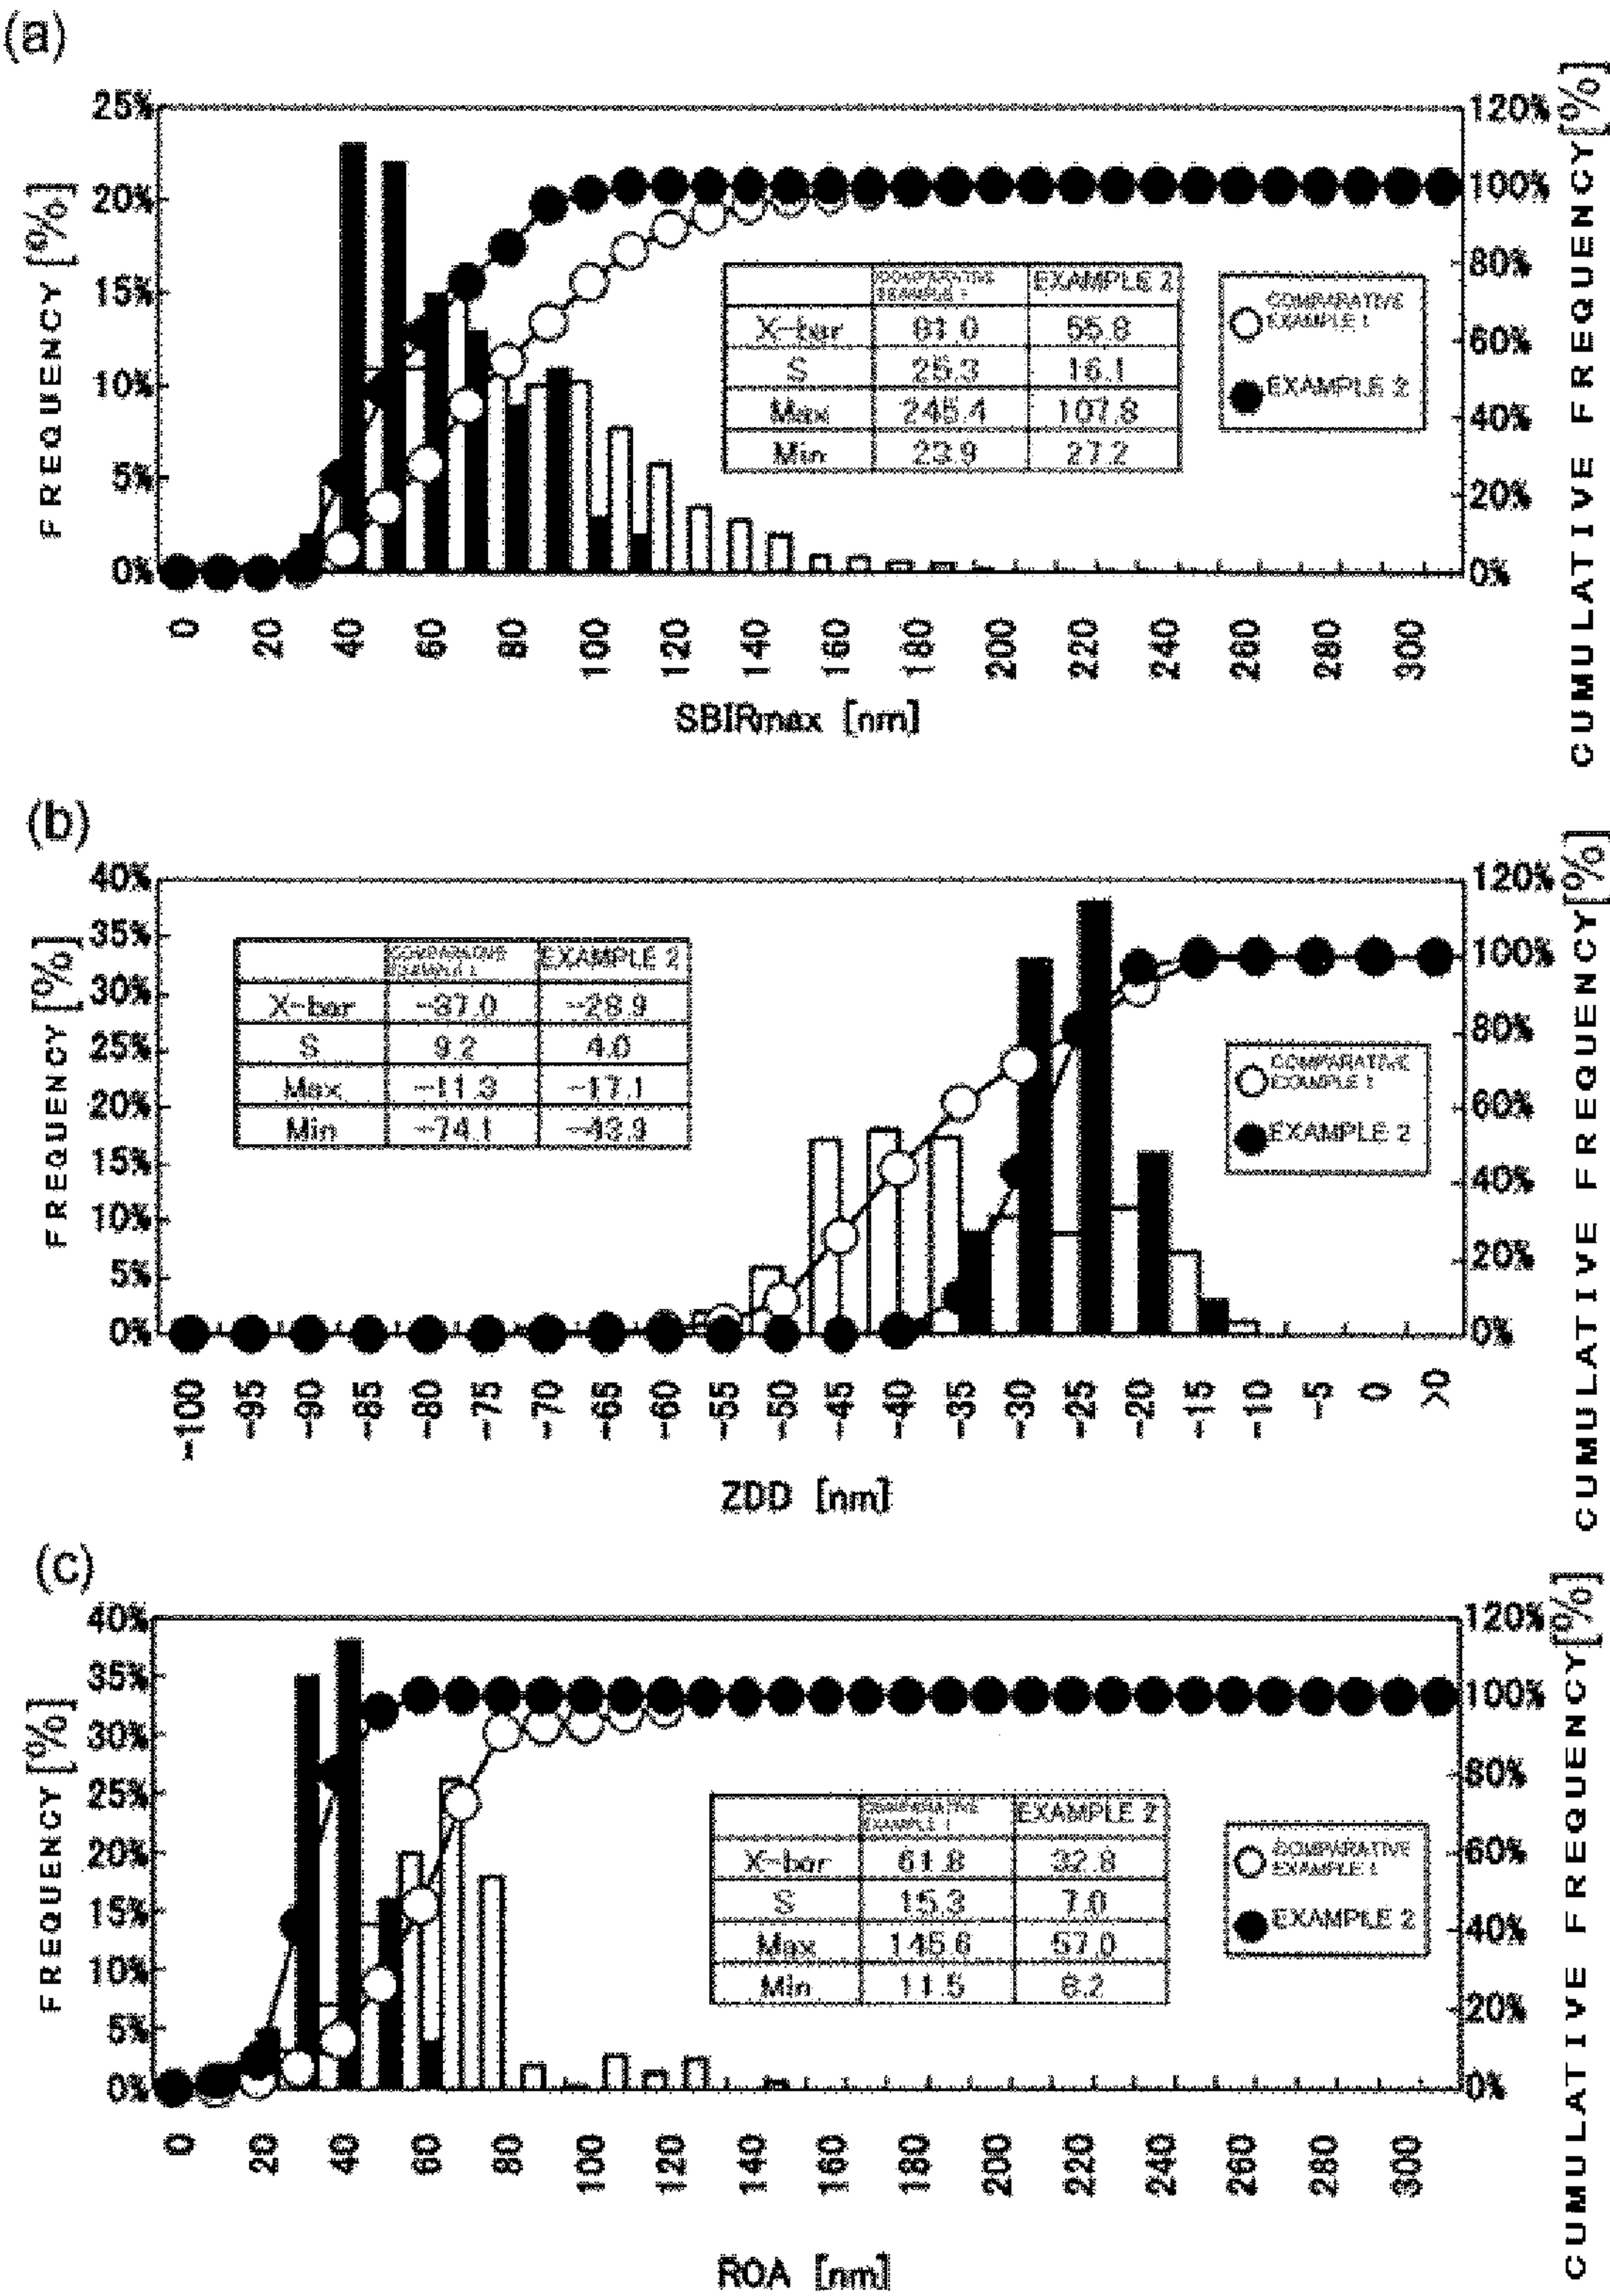 (a)
25%
20%
15%
10%
5%
0%
FREQUENCY [%]
120%
100%
80%
60%
40%
20%
0%
CUMULATIVE FREQUENCY [%]
COMPARATIVE EXAMPLE 1 EXAMPLE 2
X-bar 81.0 55.8
S 25.3 16.1
Max 245.4 107.8
Min 23.9 27.2
COMPARATIVE
EXAMPLE 1
EXAMPLE 2
0 20 40 60 80 100 120 140 160 180 200 220 240 260 280 300
SBIRmax [nm]
(b)
40%
35%
30%
25%
20%
15%
10%
5%
0%
FREQUENCY [%]
120%
100%
80%
60%
40%
20%
0%
CUMULATIVE FREQUENCY [%]
EXAMPLE 2
X-bar -37.0 -28.9
S 9.2 4.0
Max -11.3 -17.1
Min -74.1 -43.9
COMPARATIVE
EXAMPLE 1
EXAMPLE 2
-100 -95 -90 -85 -80 -75 -70 -65 -60 -55 -50 -45 -40 -35 -30 -25 -20 -15 -10 -5 0 >0
ZDD [nm]
(c)
40%
35%
30%
25%
20%
15%
10%
5%
0%
FREQUENCY [%]
120%
100%
80%
60%
40%
20%
0%
CUMULATIVE FREQUENCY [%]
COMPARATIVE EXAMPLE 1 EXAMPLE 2
X-bar 61.8 32.8
S 15.3 7.0
Max 145.6 57.0
Min 11.5 8.2
COMPARATIVE
EXAMPLE 1
EXAMPLE 2
0 20 40 60 80 100 120 140 160 180 200 220 240 260 280 300
ROA [nm]